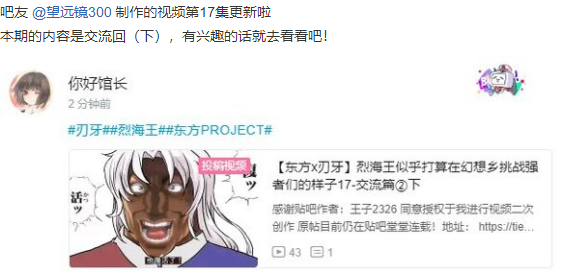 吧友 @望远镜300 制作的视频第17集更新啦
本期的内容是交流回（下），有兴趣的话就去看看吧！
你好馆长
2 分钟前
#刃牙##烈海王##东方PROJECT#
投稿视频
【东方x刃牙】烈海王似乎打算在幻想乡挑战强
者们的样子17-交流篇②下
感谢贴吧作者：王子2326 同意授权于我进行视频二次
创作 原帖目前仍在贴吧堂堂连载！地址： https://tie...
43 1